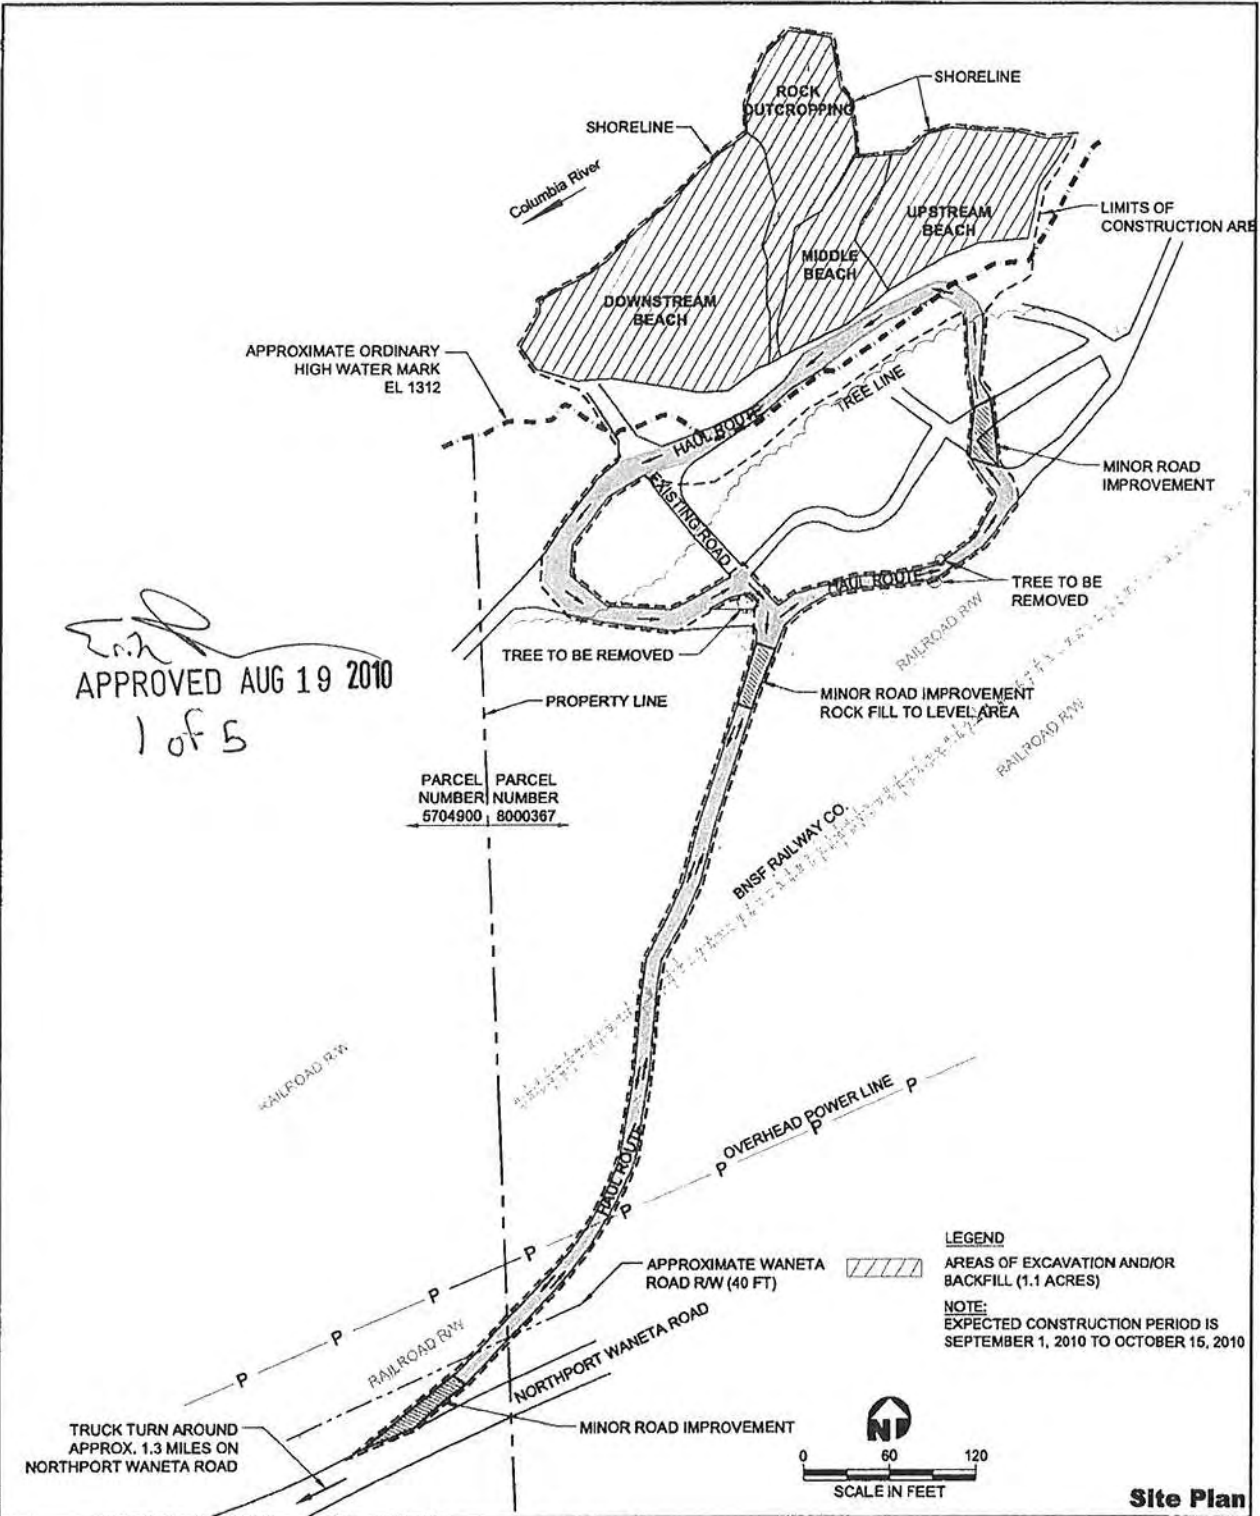 ROCK
OUTCROPPING
SHORELINE
SHORELINE
Columbia River
LIMITS OF
CONSTRUCTION ARE
UPSTREAM
BEACH
MIDDLE
BEACH
DOWNSTREAM
BEACH
APPROXIMATE ORDINARY
HIGH WATER MARK
EL 1312
TREE LINE
HAUL ROUTE
MINOR ROAD
IMPROVEMENT
EXISTING ROAD
HAUL ROUTE
TREE TO BE
REMOVED
RAILROAD R/W
TREE TO BE REMOVED
APPROVED AUG 19 2010
1 of 5
PROPERTY LINE
MINOR ROAD IMPROVEMENT
ROCK FILL TO LEVEL AREA
RAILROAD R/W
PARCEL
NUMBER
5704900
PARCEL
NUMBER
8000367
BNSF RAILWAY CO.
RAILROAD R/W
OVERHEAD POWER LINE
P
P
P
P
P
P
P
P
HAUL ROUTE
APPROXIMATE WANETA
ROAD R/W (40 FT)
LEGEND
AREAS OF EXCAVATION AND/OR
BACKFILL (1.1 ACRES)
NOTE:
EXPECTED CONSTRUCTION PERIOD IS
SEPTEMBER 1, 2010 TO OCTOBER 15, 2010
RAILROAD R/W
NORTHPORT WANETA ROAD
MINOR ROAD IMPROVEMENT
TRUCK TURN AROUND
APPROX. 1.3 MILES ON
NORTHPORT WANETA ROAD
N
0 60 120
SCALE IN FEET
Site Plan